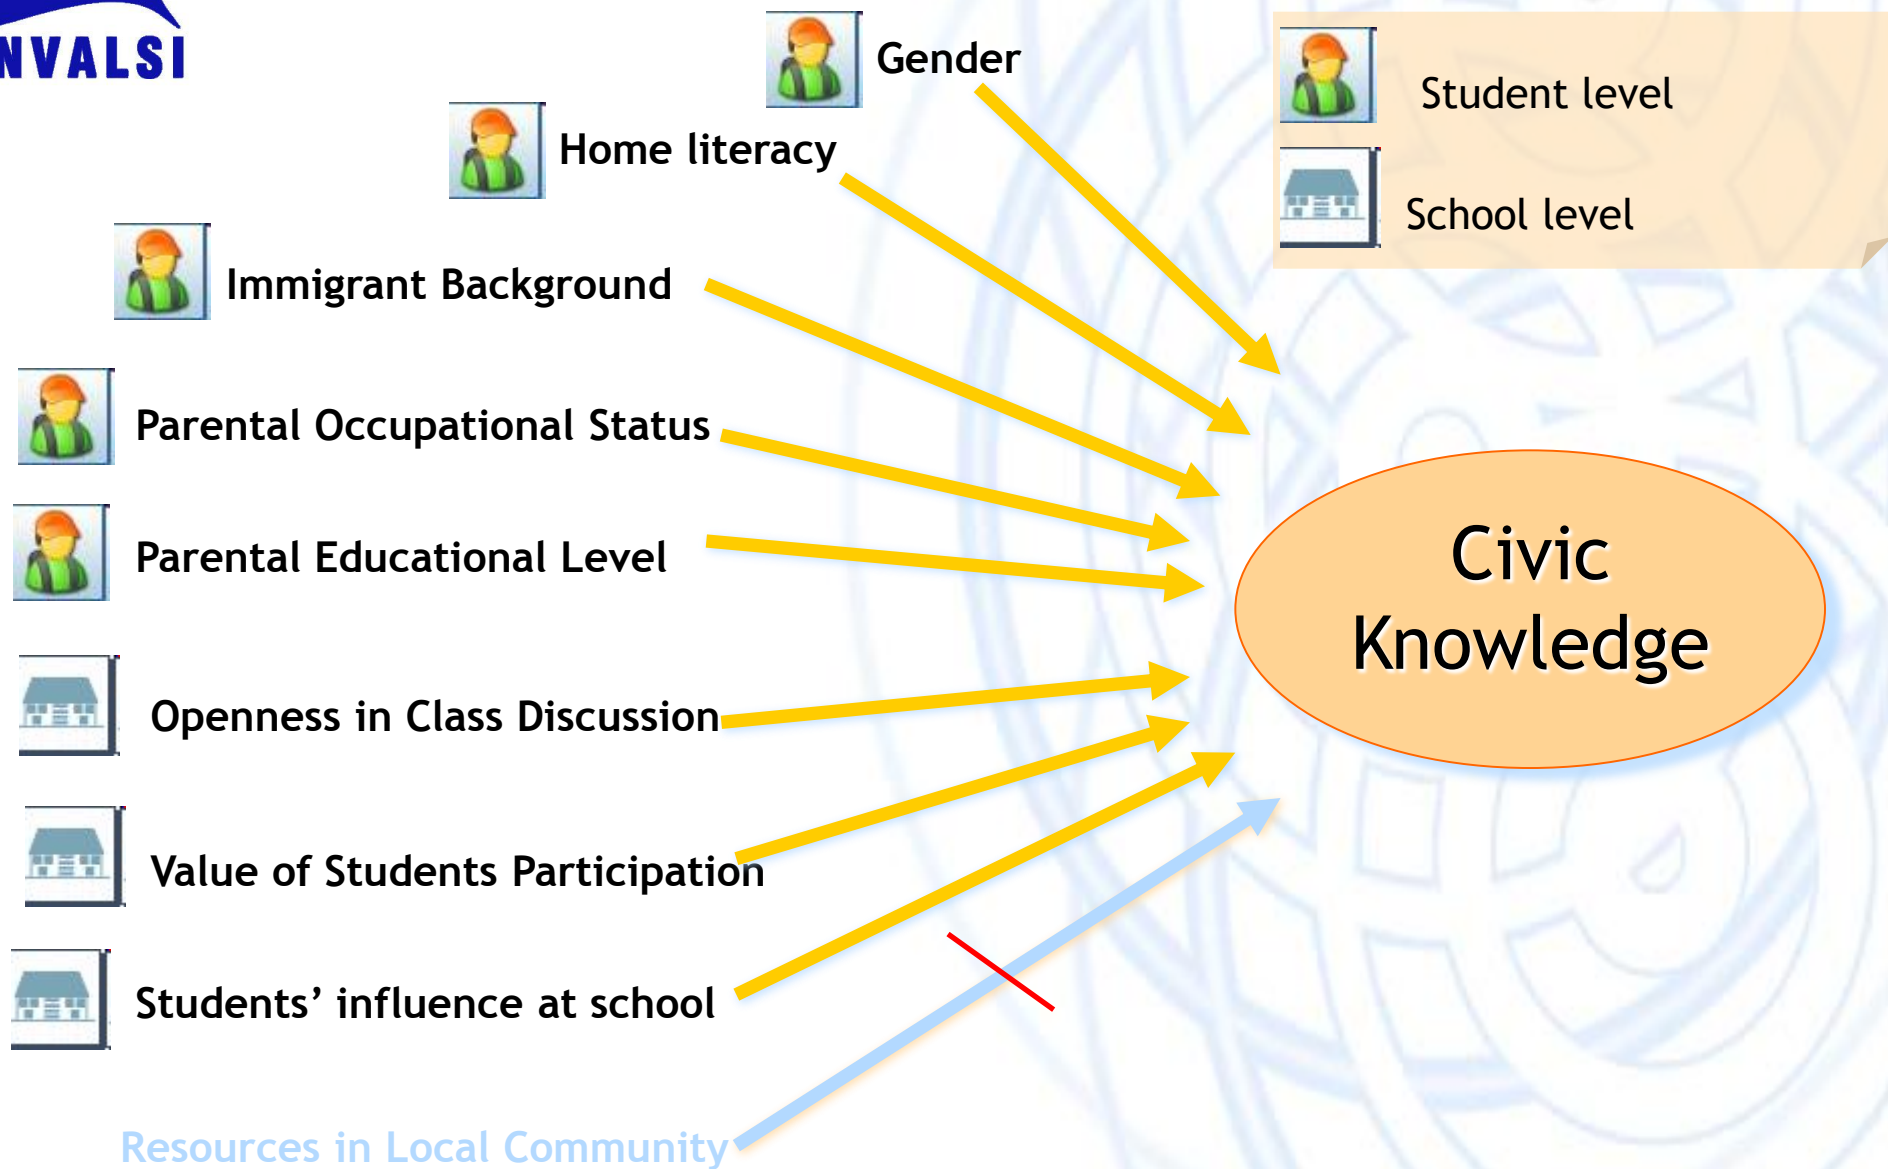 NVALSI
Gender
Student level
Home literacy
School level
Immigrant Background
Parental Occupational Status
Parental Educational Level
Civic
Knowledge
Openness in Class Discussion
Value of Students Participation
Students’ influence at school
Resources in Local Community